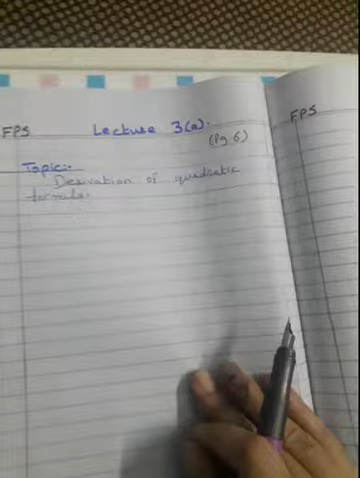 FPS Lecture 3(a).
(Pg 6)
Topic:-
Derivation of quadratic
formula.
FPS